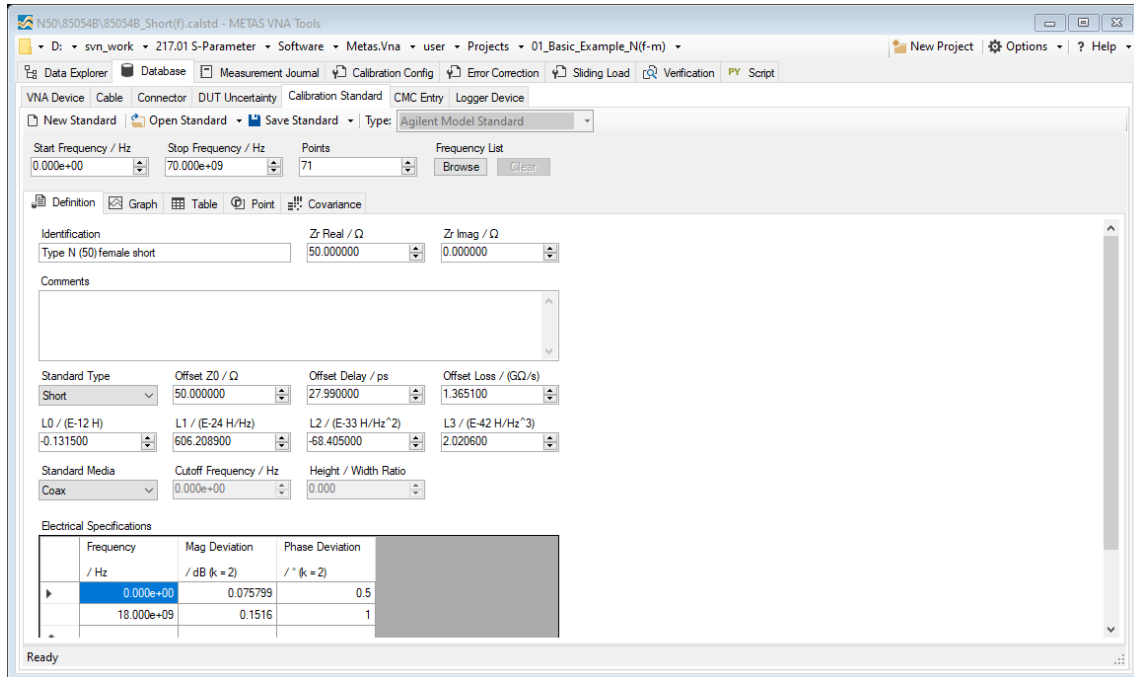 N50\85054B\85054B_Short(f).calstd - METAS VNA Tools
D: svn_work 217.01 S-Parameter Software Metas.Vna user Projects 01_Basic_Example_N(f-m) New Project Options ? Help
Data Explorer Database Measurement Journal Calibration Config Error Correction Sliding Load Verification PY Script
VNA Device Cable Connector DUT Uncertainty Calibration Standard CMC Entry Logger Device
New Standard Open Standard Save Standard Type: Agilent Model Standard
Start Frequency / Hz Stop Frequency / Hz Points Frequency List
0.000e+00 70.000e+09 71 Browse Clear
Definition Graph Table Point Covariance
Identification Zr Real / Ω Zr Imag / Ω
Type N (50) female short 50.000000 0.000000
Comments
Standard Type Offset Z0 / Ω Offset Delay / ps Offset Loss / (GΩ/s)
Short 50.000000 27.990000 1.365100
L0 / (E-12 H) L1 / (E-24 H/Hz) L2 / (E-33 H/Hz^2) L3 / (E-42 H/Hz^3)
-0.131500 606.208900 -68.405000 2.020600
Standard Media Cutoff Frequency / Hz Height / Width Ratio
Coax 0.000e+00 0.000
Electrical Specifications
Frequency Mag Deviation Phase Deviation
/ Hz / dB (k = 2) / ° (k = 2)
0.000e+00 0.075799 0.5
18.000e+09 0.1516 1
Ready